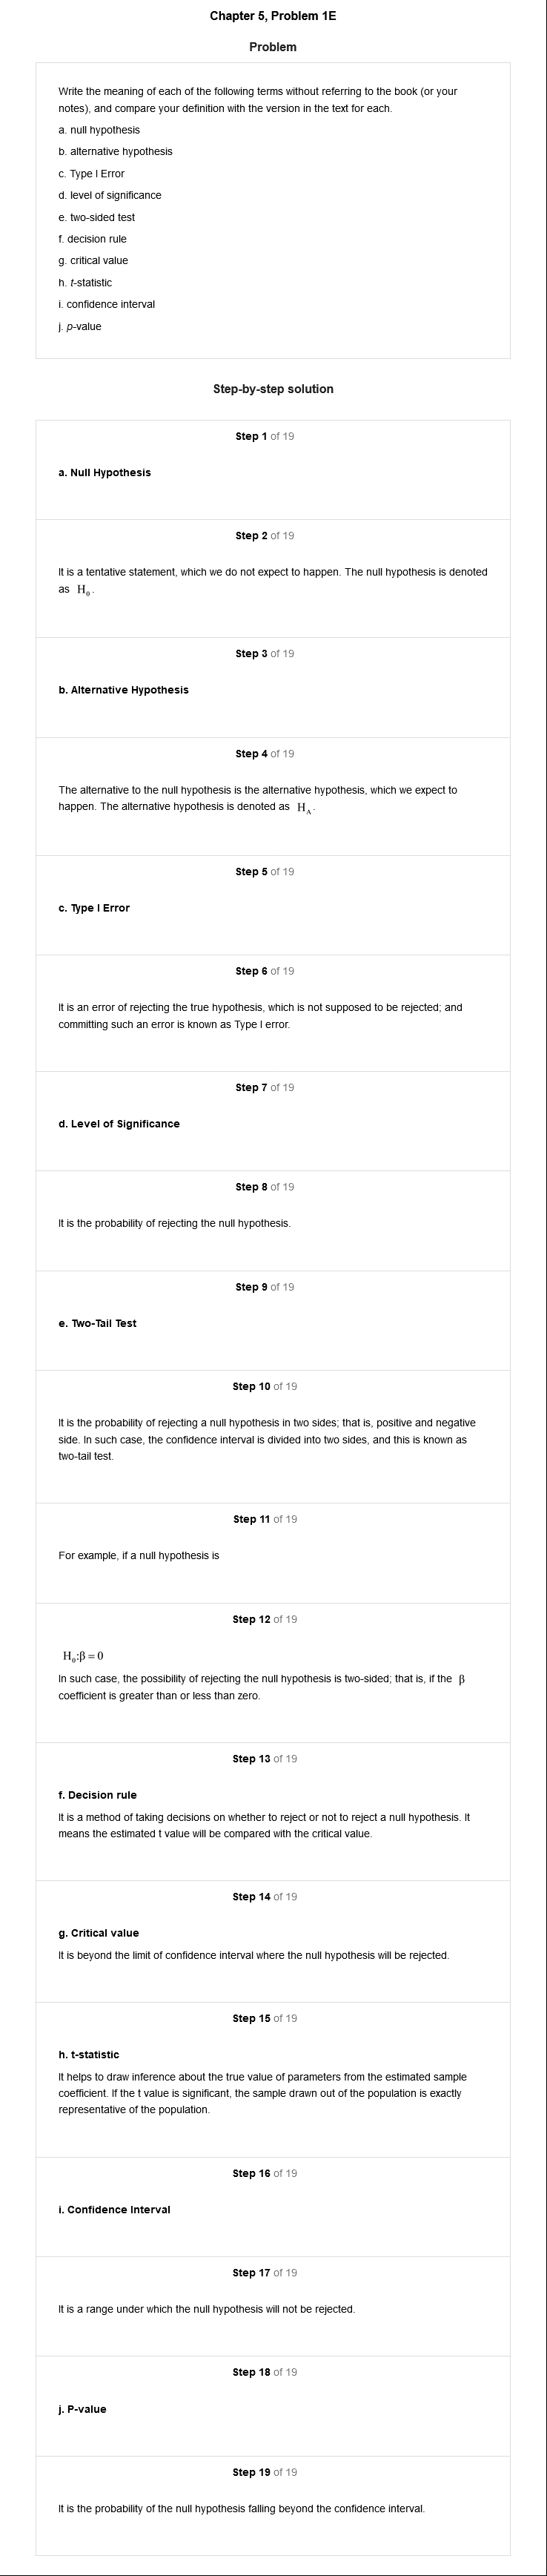 Chapter 5, Problem 1E
Problem
Write the meaning of each of the following terms without referring to the book (or your
notes), and compare your definition with the version in the text for each.
a. null hypothesis
b. alternative hypothesis
c. Type I Error
d. level of significance
e. two-sided test
f. decision rule
g. critical value
h. t-statistic
i. confidence interval
j. p-value
Step-by-step solution
Step 1 of 19
a. Null Hypothesis
Step 2 of 19
It is a tentative statement, which we do not expect to happen. The null hypothesis is denoted
as H₀.
Step 3 of 19
b. Alternative Hypothesis
Step 4 of 19
The alternative to the null hypothesis is the alternative hypothesis, which we expect to
happen. The alternative hypothesis is denoted as H_A.
Step 5 of 19
c. Type I Error
Step 6 of 19
It is an error of rejecting the true hypothesis, which is not supposed to be rejected; and
committing such an error is known as Type I error.
Step 7 of 19
d. Level of Significance
Step 8 of 19
It is the probability of rejecting the null hypothesis.
Step 9 of 19
e. Two-Tail Test
Step 10 of 19
It is the probability of rejecting a null hypothesis in two sides; that is, positive and negative
side. In such case, the confidence interval is divided into two sides, and this is known as
two-tail test.
Step 11 of 19
For example, if a null hypothesis is
Step 12 of 19
H₀:β = 0
In such case, the possibility of rejecting the null hypothesis is two-sided; that is, if the β
coefficient is greater than or less than zero.
Step 13 of 19
f. Decision rule
It is a method of taking decisions on whether to reject or not to reject a null hypothesis. It
means the estimated t value will be compared with the critical value.
Step 14 of 19
g. Critical value
It is beyond the limit of confidence interval where the null hypothesis will be rejected.
Step 15 of 19
h. t-statistic
It helps to draw inference about the true value of parameters from the estimated sample
coefficient. If the t value is significant, the sample drawn out of the population is exactly
representative of the population.
Step 16 of 19
i. Confidence Interval
Step 17 of 19
It is a range under which the null hypothesis will not be rejected.
Step 18 of 19
j. P-value
Step 19 of 19
It is the probability of the null hypothesis falling beyond the confidence interval.